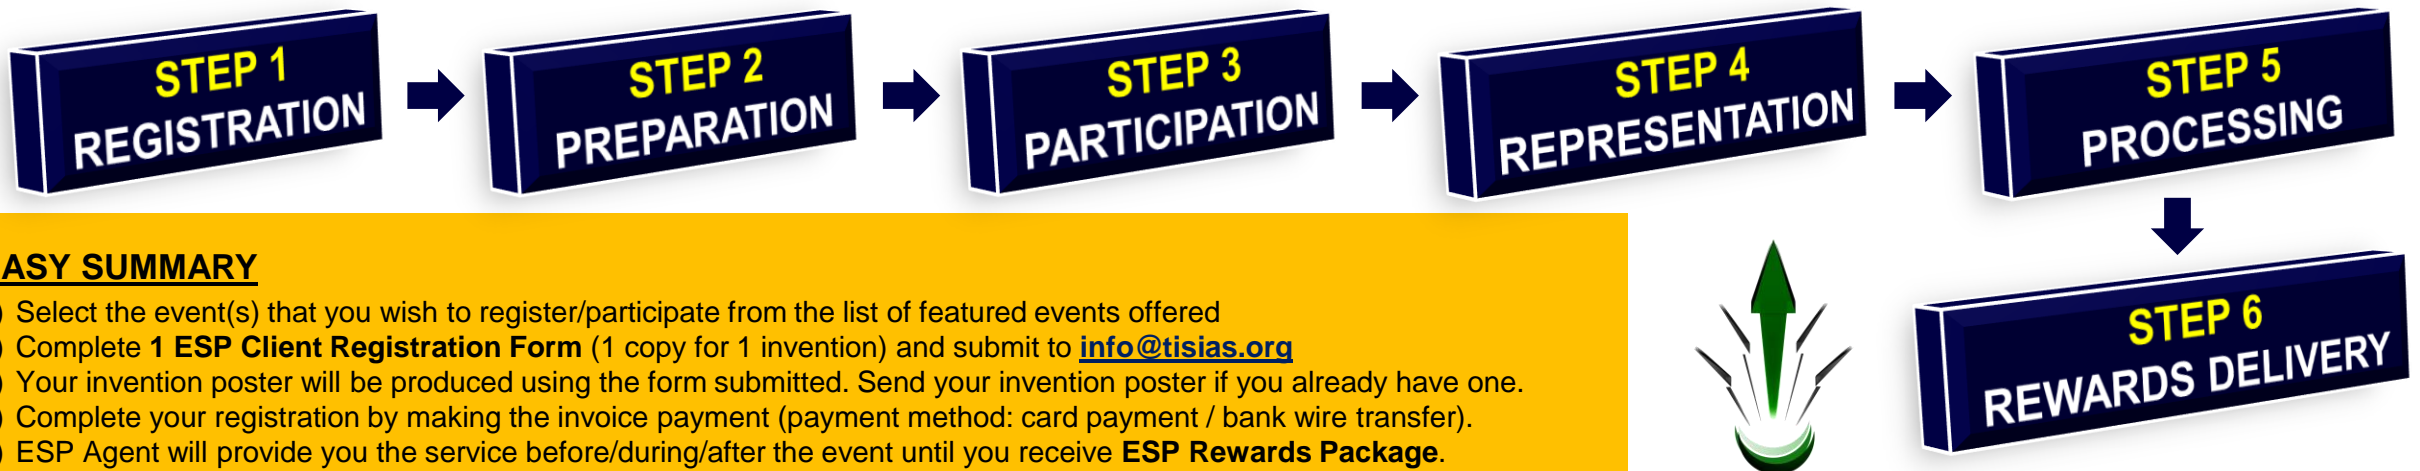 STEP 1
REGISTRATION
STEP 2
PREPARATION
STEP 3
PARTICIPATION
STEP 4
REPRESENTATION
STEP 5
PROCESSING
STEP 6
REWARDS DELIVERY
ASY SUMMARY
) Select the event(s) that you wish to register/participate from the list of featured events offered
) Complete 1 ESP Client Registration Form (1 copy for 1 invention) and submit to info@tisias.org
) Your invention poster will be produced using the form submitted. Send your invention poster if you already have one.
) Complete your registration by making the invoice payment (payment method: card payment / bank wire transfer).
) ESP Agent will provide you the service before/during/after the event until you receive ESP Rewards Package.